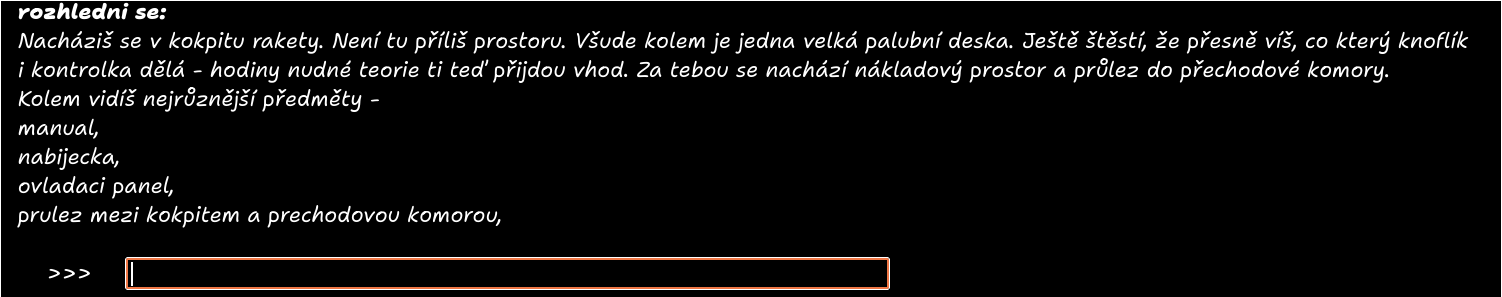 rozhledni se:
Nacházíš se v kokpitu rakety. Není tu příliš prostoru. Všude kolem je jedna velká palubní deska. Ještě štěstí, že přesně víš, co který knoflík
i kontrolka dělá - hodiny nudné teorie ti teď přijdou vhod. Za tebou se nachází nákladový prostor a průlez do přechodové komory.
Kolem vidíš nejrůznější předměty -
manual,
nabijecka,
ovladaci panel,
prulez mezi kokpitem a prechodovou komorou,
>>>